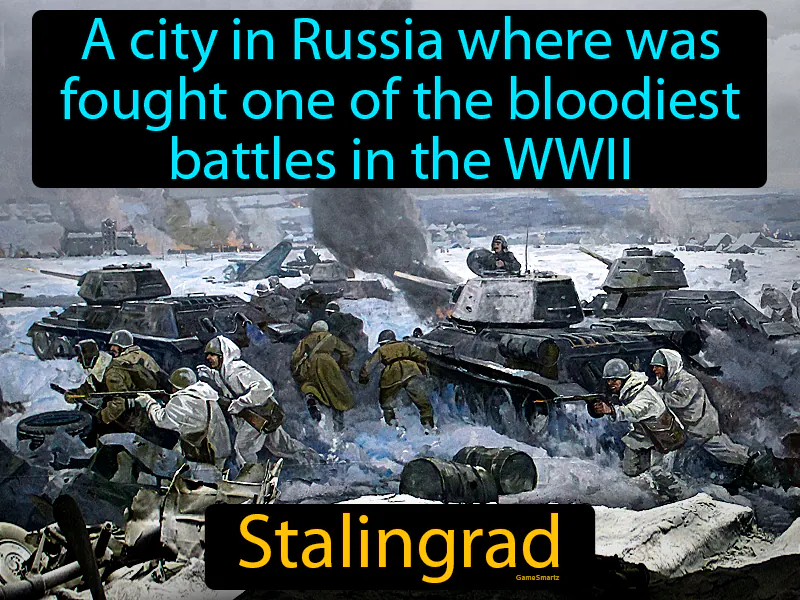 A city in Russia where was
fought one of the bloodiest
battles in the WWII
Stalingrad
GameSmartz